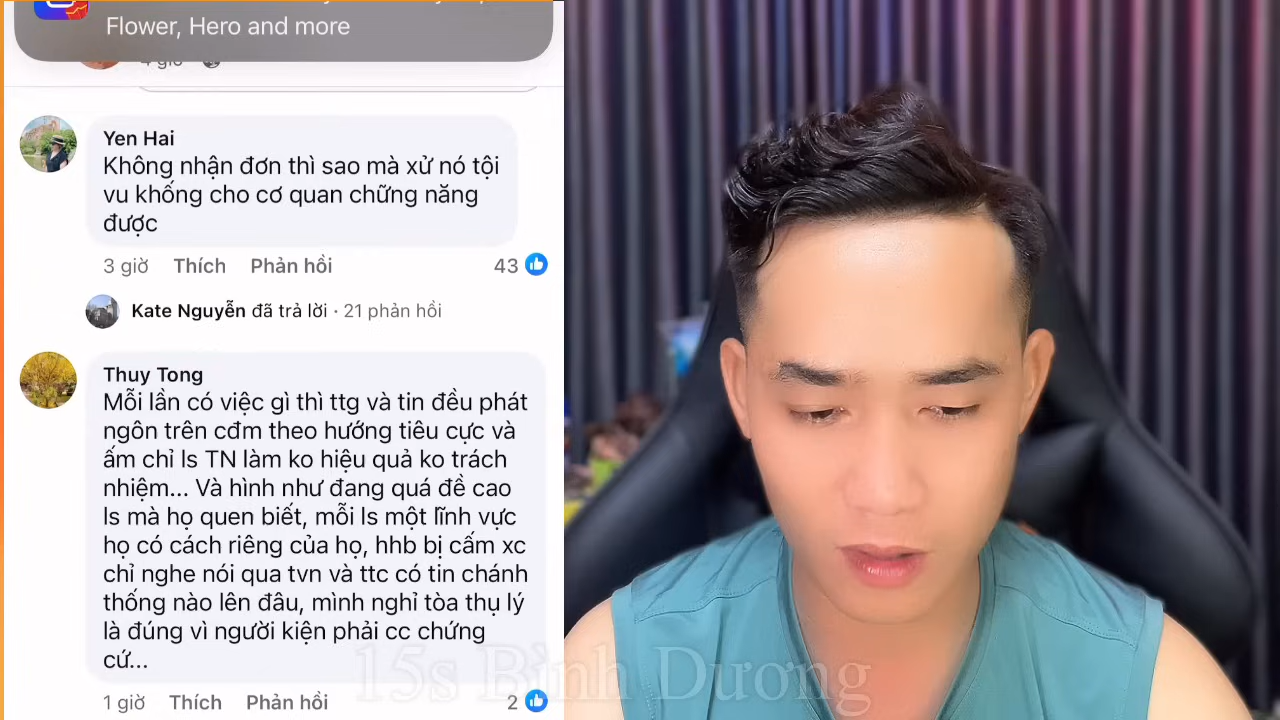 Flower, Hero and more
4 giờ
Yen Hai
Không nhận đơn thì sao mà xử nó tội
vu khống cho cơ quan chững năng
được
3 giờ Thích Phản hồi 43
Kate Nguyễn đã trả lời · 21 phản hồi
Thuy Tong
Mỗi lần có việc gì thì ttg và tin đều phát
ngôn trên cđm theo hướng tiêu cực và
ấm chỉ ls TN làm ko hiệu quả ko trách
nhiệm... Và hình như đang quá đề cao
ls mà họ quen biết, mỗi ls một lĩnh vực
họ có cách riêng của họ, hhb bị cấm xc
chỉ nghe nói qua tvn và ttc có tin chánh
thống nào lên đâu, mình nghỉ tòa thụ lý
là đúng vì người kiện phải cc chứng
cứ...
1 giờ Thích Phản hồi 2
15s Bình Dương